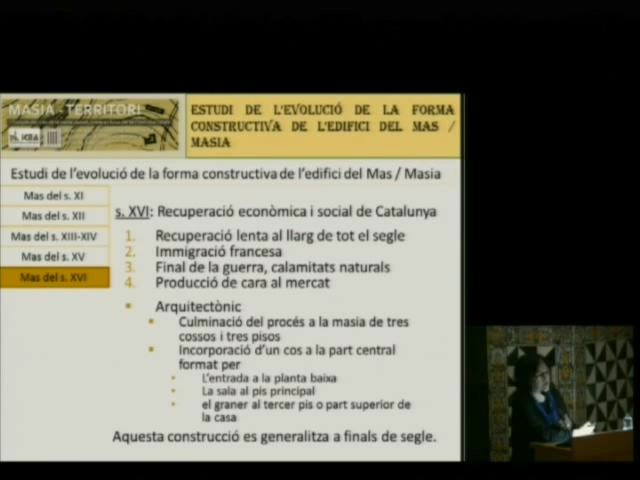 MASIA - TERRITORI
ICEA
ESTUDI DE L'EVOLUCIÓ DE LA FORMA
CONSTRUCTIVA DE L'EDIFICI DEL MAS /
MASIA
Estudi de l'evolució de la forma constructiva de l'edifici del Mas / Masia
Mas del s. XI
Mas del s. XII
Mas del s. XIII-XIV
Mas del s. XV
Mas del s. XVI
s. XVI: Recuperació econòmica i social de Catalunya
1. Recuperació lenta al llarg de tot el segle
2. Immigració francesa
3. Final de la guerra, calamitats naturals
4. Producció de cara al mercat
Arquitectònic
Culminació del procés a la masia de tres
cossos i tres pisos
Incorporació d'un cos a la part central
format per
L'entrada a la planta baixa
La sala al pis principal
el graner al tercer pis o part superior de
la casa
Aquesta construcció es generalitza a finals de segle.